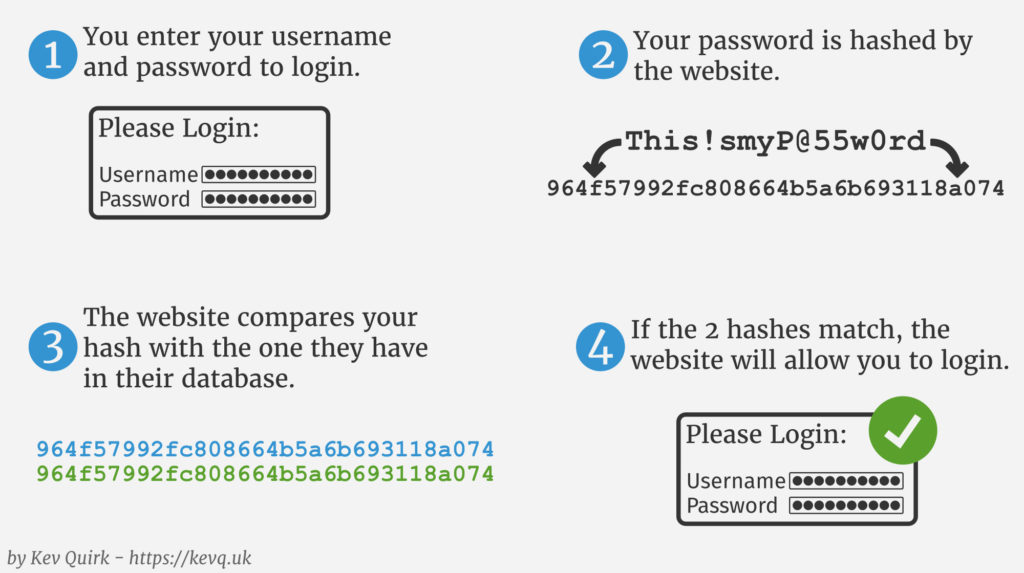 1
You enter your username
and password to login.
Please Login:
Username
Password
2
Your password is hashed by
the website.
This!smyP@55w0rd
964f57992fc808664b5a6b693118a074
3
The website compares your
hash with the one they have
in their database.
964f57992fc808664b5a6b693118a074
964f57992fc808664b5a6b693118a074
4
If the 2 hashes match, the
website will allow you to login.
Please Login:
Username
Password
by Kev Quirk - https://kevq.uk